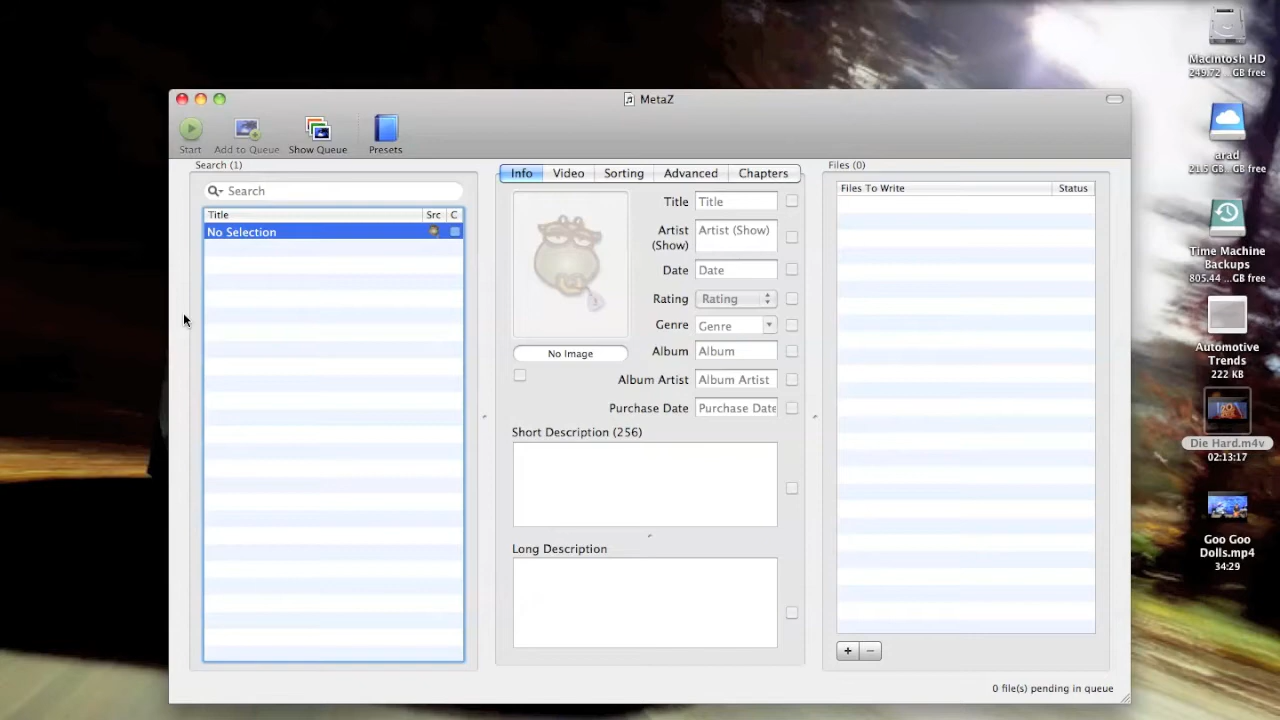 MetaZ
Start
Add to Queue
Show Queue
Presets
Search (1)
Search
Title
Src
C
No Selection
Info
Video
Sorting
Advanced
Chapters
No Image
Title
Title
Artist
(Show)
Artist (Show)
Date
Date
Rating
Rating
Genre
Genre
Album
Album
Album Artist
Album Artist
Purchase Date
Purchase Date
Short Description (256)
Long Description
Files (0)
Files To Write
Status
+
−
0 file(s) pending in queue
Macintosh HD
249.72 ...GB free
arad
21.5 GB...GB free
Time Machine
Backups
805.44 ...GB free
Automotive
Trends
222 KB
Die Hard.m4v
02:13:17
Goo Goo
Dolls.mp4
34:29